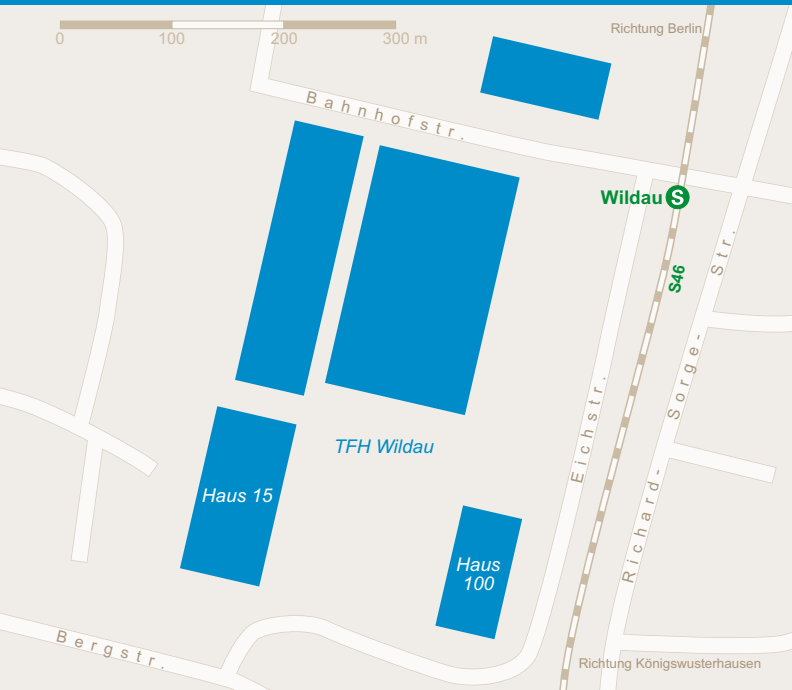 Richtung Berlin
0 100 200 300 m
Bahnhofstr.
Wildau S
S46
Richard-Sorge-Str.
Eichstr.
TFH Wildau
Haus 15
Haus
100
Bergstr.
Richtung Königswusterhausen